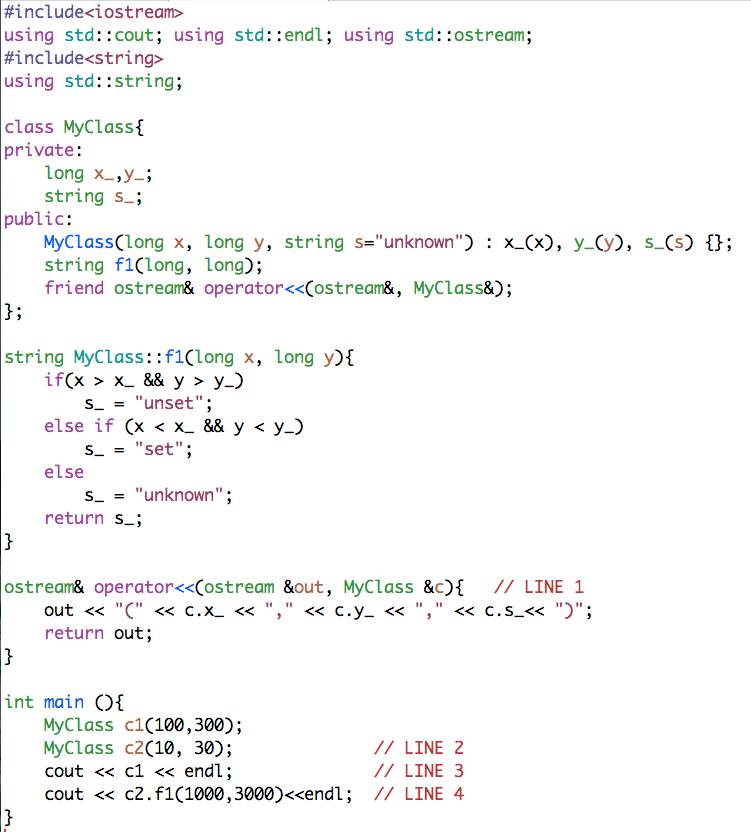 #include<iostream>
using std::cout; using std::endl; using std::ostream;
#include<string>
using std::string;

class MyClass{
private:
    long x_,y_;
    string s_;
public:
    MyClass(long x, long y, string s="unknown") : x_(x), y_(y), s_(s) {};
    string f1(long, long);
    friend ostream& operator<<(ostream&, MyClass&);
};

string MyClass::f1(long x, long y){
    if(x > x_ && y > y_)
        s_ = "unset";
    else if (x < x_ && y < y_)
        s_ = "set";
    else
        s_ = "unknown";
    return s_;
}

ostream& operator<<(ostream &out, MyClass &c){   // LINE 1
    out << "(" << c.x_ << "," << c.y_ << "," << c.s_<< ")";
    return out;
}

int main (){
    MyClass c1(100,300);
    MyClass c2(10, 30);              // LINE 2
    cout << c1 << endl;              // LINE 3
    cout << c2.f1(1000,3000)<<endl;  // LINE 4
}